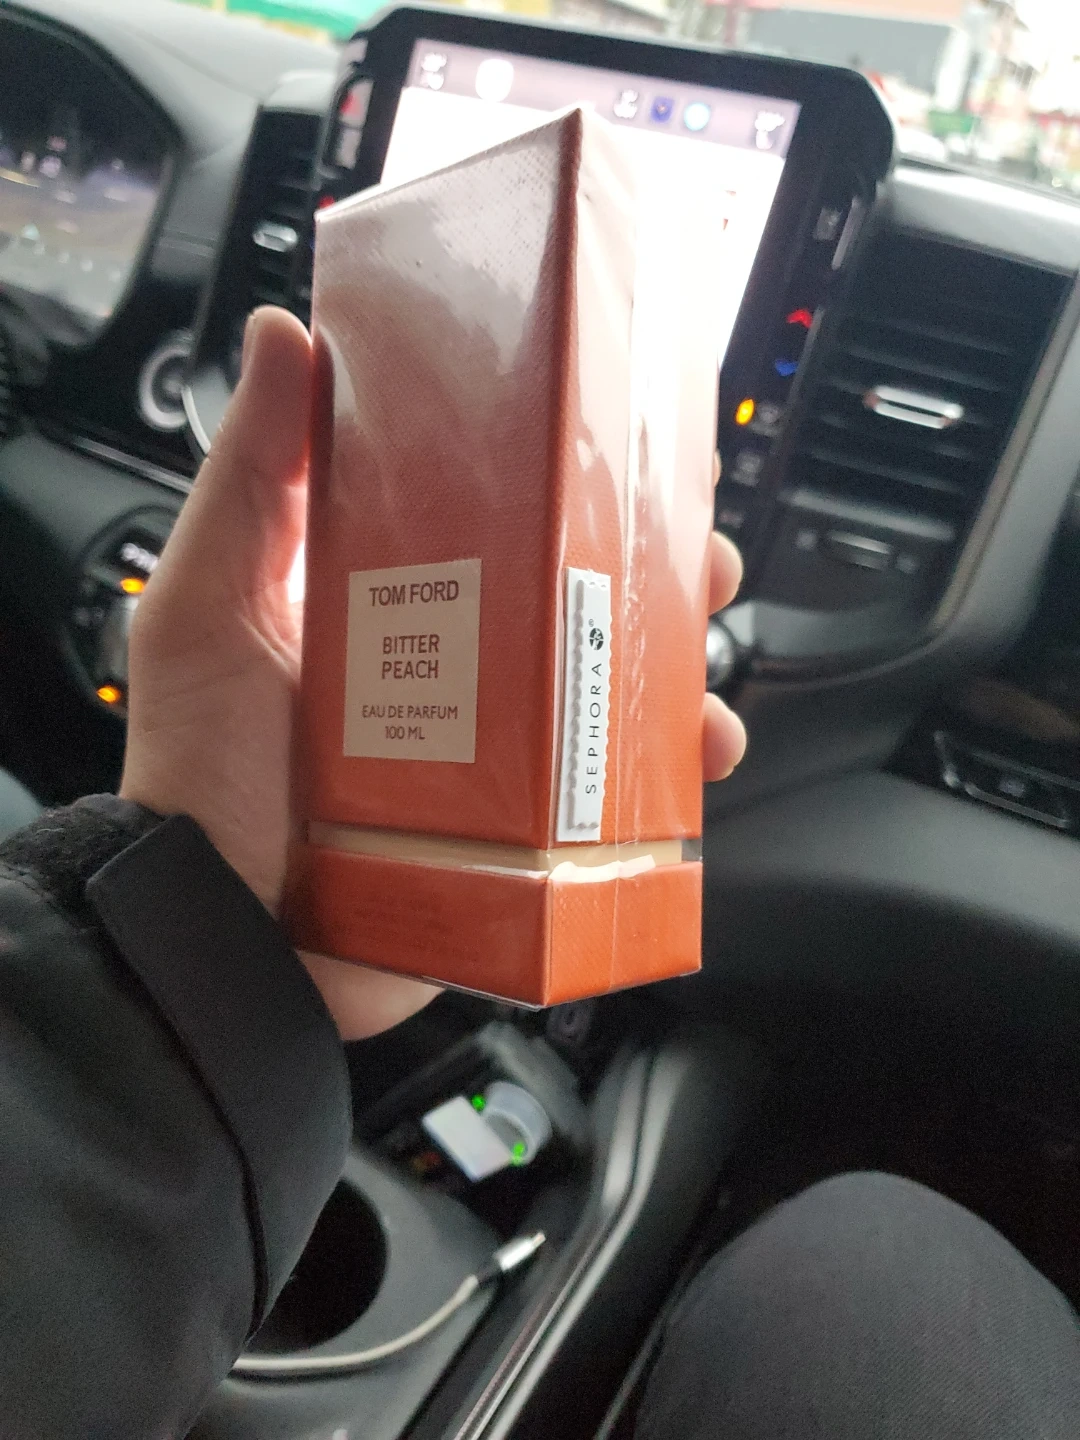 TOM FORD
BITTER
PEACH
EAU DE PARFUM
100 ML
SEPHORA